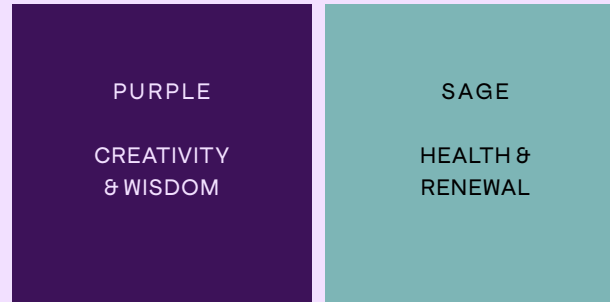 PURPLE
CREATIVITY
& WISDOM
SAGE
HEALTH &
RENEWAL